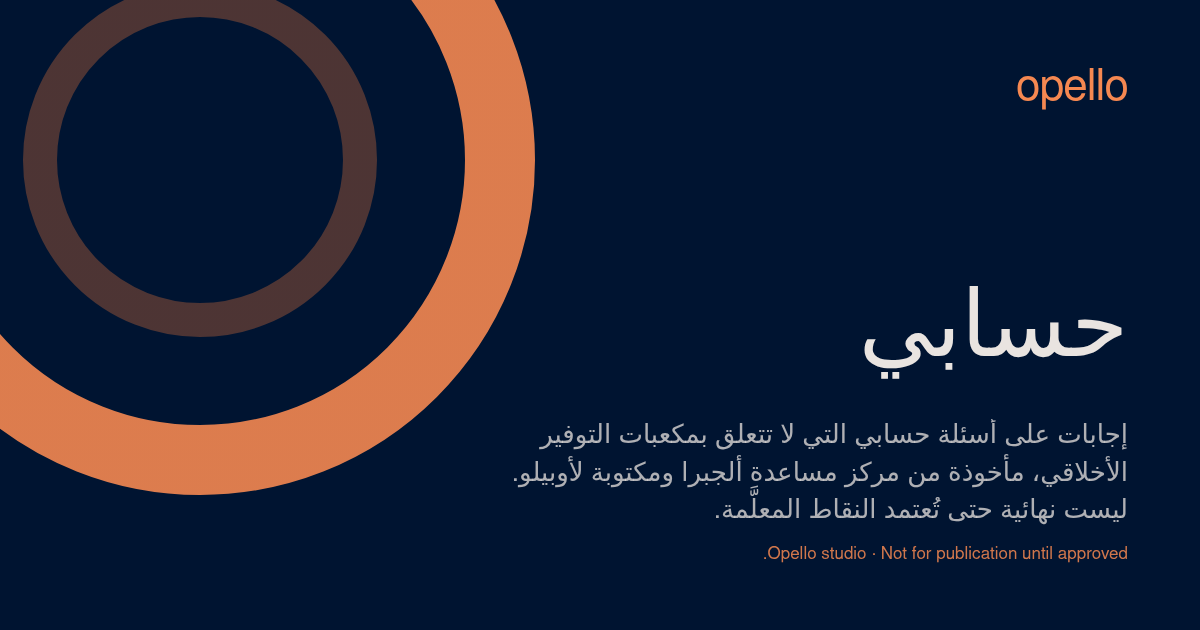 opello
حسابي
إجابات على أسئلة حسابي التي لا تتعلق بمكعبات التوفير
الأخلاقي، مأخوذة من مركز مساعدة ألجبرا ومكتوبة لأوبيلو.
ليست نهائية حتى تُعتمد النقاط المعلَّمة.
Opello studio · Not for publication until approved.